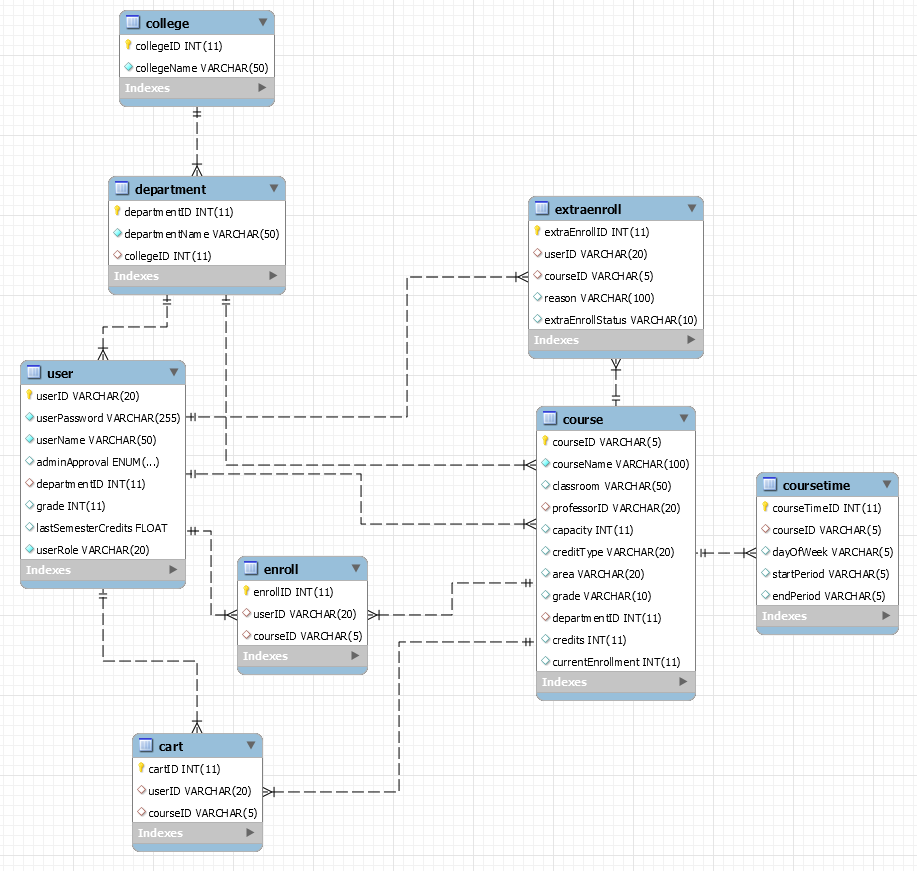 college
collegeID INT(11)
collegeName VARCHAR(50)
Indexes
department
departmentID INT(11)
departmentName VARCHAR(50)
collegeID INT(11)
Indexes
extraenroll
extraEnrollID INT(11)
userID VARCHAR(20)
courseID VARCHAR(5)
reason VARCHAR(100)
extraEnrollStatus VARCHAR(10)
Indexes
user
userID VARCHAR(20)
userPassword VARCHAR(255)
userName VARCHAR(50)
adminApproval ENUM(...)
departmentID INT(11)
grade INT(11)
lastSemesterCredits FLOAT
userRole VARCHAR(20)
Indexes
course
courseID VARCHAR(5)
courseName VARCHAR(100)
classroom VARCHAR(50)
professorID VARCHAR(20)
capacity INT(11)
creditType VARCHAR(20)
area VARCHAR(20)
grade VARCHAR(10)
departmentID INT(11)
credits INT(11)
currentEnrollment INT(11)
Indexes
coursetime
courseTimeID INT(11)
courseID VARCHAR(5)
dayOfWeek VARCHAR(5)
startPeriod VARCHAR(5)
endPeriod VARCHAR(5)
Indexes
enroll
enrollID INT(11)
userID VARCHAR(20)
courseID VARCHAR(5)
Indexes
cart
cartID INT(11)
userID VARCHAR(20)
courseID VARCHAR(5)
Indexes